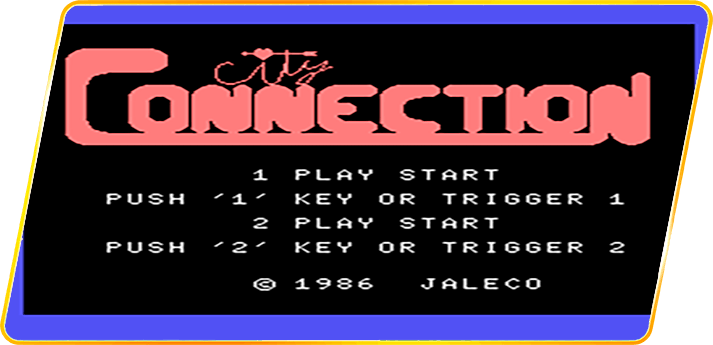 City
CONNECTION
1 PLAY START
PUSH '1' KEY OR TRIGGER 1
2 PLAY START
PUSH '2' KEY OR TRIGGER 2
© 1986 JALECO